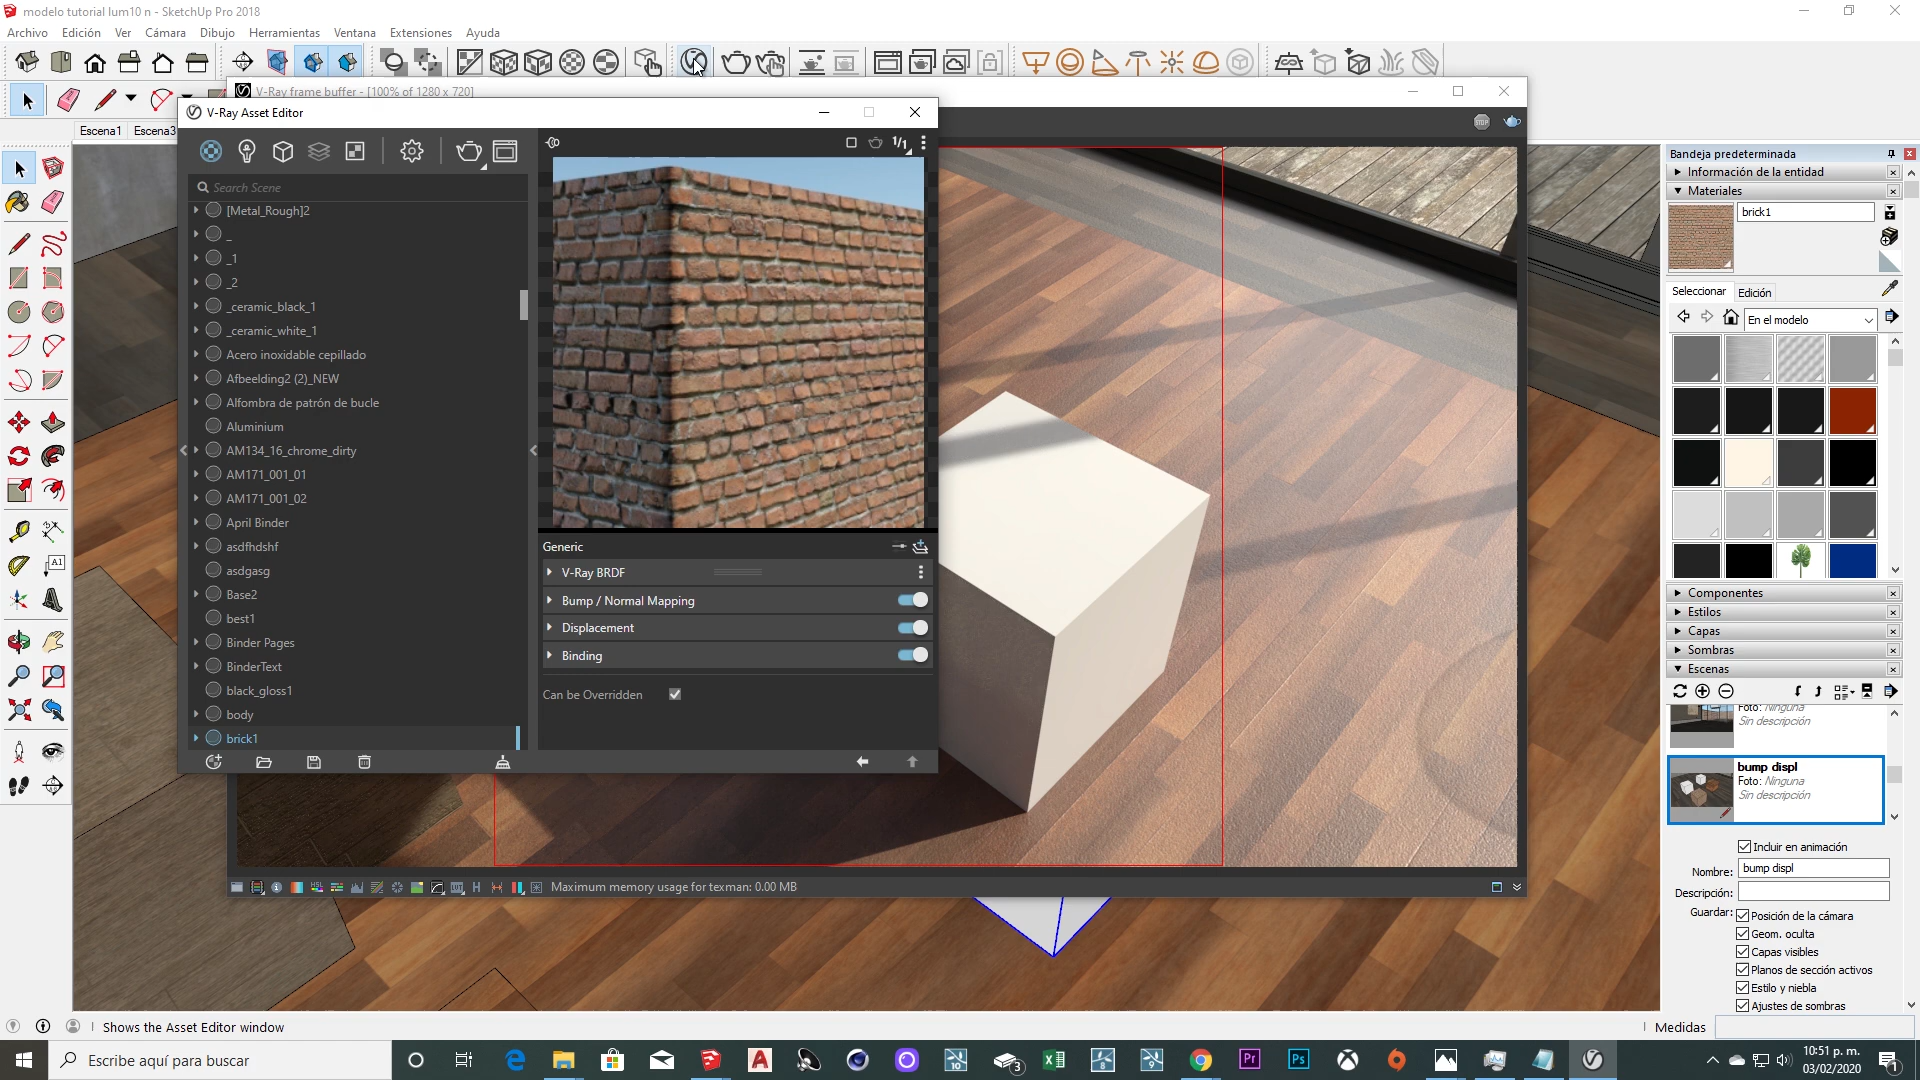 modelo tutorial lum10 n - SketchUp Pro 2018
Archivo Edición Ver Cámara Dibujo Herramientas Ventana Extensiones Ayuda
V-Ray frame buffer - [100% of 1280 x 720]
V-Ray Asset Editor
Escena1 Escena3
STOP
1/1
Search Scene
[Metal_Rough]2
_
_1
_2
_ceramic_black_1
_ceramic_white_1
Acero inoxidable cepillado
Afbeelding2 (2)_NEW
Alfombra de patrón de bucle
Aluminium
AM134_16_chrome_dirty
AM171_001_01
AM171_001_02
April Binder
asdfhdshf
asdgasg
Base2
best1
Binder Pages
BinderText
black_gloss1
body
brick1
Generic
V-Ray BRDF
Bump / Normal Mapping
Displacement
Binding
Can be Overridden
Maximum memory usage for texman: 0.00 MB
Bandeja predeterminada
Información de la entidad
Materiales
brick1
Seleccionar Edición
En el modelo
Componentes
Estilos
Capas
Sombras
Escenas
Foto: Ninguna
Sin descripción
bump displ
Foto: Ninguna
Sin descripción
Incluir en animación
Nombre: bump displ
Descripción:
Guardar: Posición de la cámara
Geom. oculta
Capas visibles
Planos de sección activos
Estilo y niebla
Ajustes de sombras
Shows the Asset Editor window
Medidas
Escribe aquí para buscar
10:51 p. m.
03/02/2020